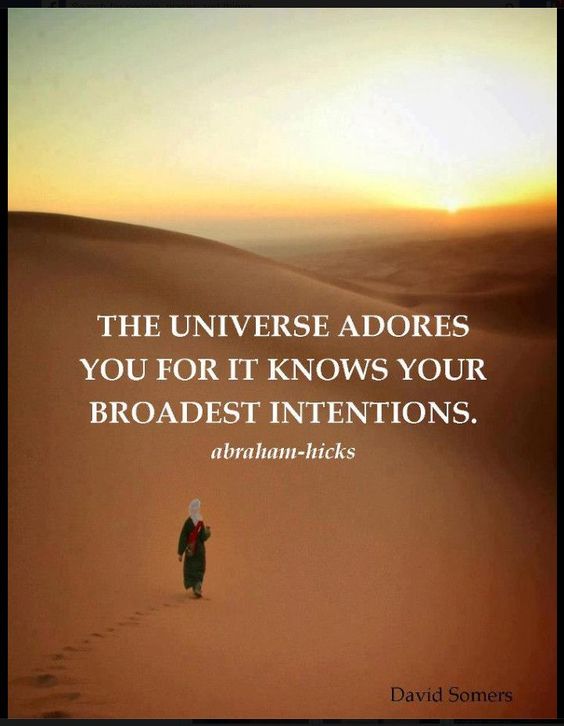 THE UNIVERSE ADORES
YOU FOR IT KNOWS YOUR
BROADEST INTENTIONS.
abraham-hicks
David Somers